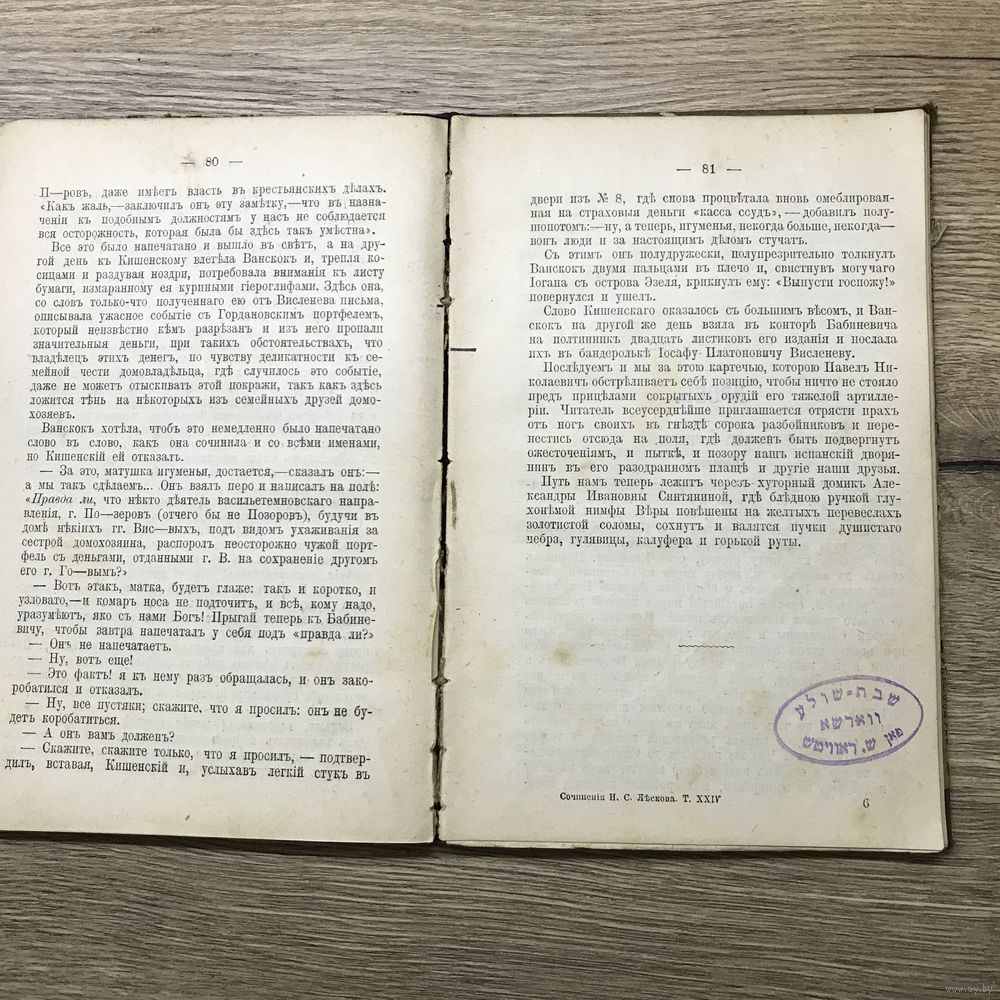 — 80 —
П—ровъ, даже имѣетъ власть въ крестьянскихъ дѣлахъ.
«Какъ жаль,—заключилъ онъ эту замѣтку,—что въ назна-
ченіи къ подобнымъ должностямъ у насъ не соблюдается
вся осторожность, которая была бы здѣсь такъ умѣстна».
Все это было напечатано и вышло въ свѣтъ, а на дру-
гой день къ Кишенскому влетѣла Ванскокъ и, трепля ко-
сицами и раздувая ноздри, потребовала вниманія къ листу
бумаги, измаранному ея куриными гіероглифами. Здѣсь она,
со словъ только-что полученнаго ею отъ Висленева письма,
описывала ужасное событіе съ Гордановскимъ портфелемъ,
который неизвѣстно кѣмъ разрѣзанъ и изъ него пропали
значительныя деньги, при такихъ обстоятельствахъ, что
владѣлецъ этихъ денегъ, по чувству деликатности къ се-
мейной чести домовладѣльца, гдѣ случилось это событіе,
даже не можетъ отыскивать этой покражи, такъ какъ здѣсь
ложится тѣнь на нѣкоторыхъ изъ семейныхъ друзей домо-
хозяевъ.
Ванскокъ хотѣла, чтобъ это немедленно было напечатано
слово въ слово, какъ она сочинила и со всѣми именами,
но Кишенскій ей отказалъ.
— За это, матушка игуменья, достается,—сказалъ онъ:—
а мы такъ сдѣлаемъ... Онъ взялъ перо и написалъ на полѣ:
«Правда ли, что нѣкто дѣятель васильетемновскаго напра-
вленія, г. По—зеровъ (отчего бы не Позоровъ), будучи въ
домѣ нѣкіихъ гг. Вис—выхъ, подъ видомъ ухаживанія за
сестрой домохозяина, распоролъ неосторожно чужой порт-
фель съ деньгами, отданными г. В. на сохраненіе другомъ
его г. Го—вымъ?»
— Вотъ этакъ, матка, будетъ глаже: такъ и коротко, и
узловато,—и комаръ носа не подточитъ, и всѣ, кому надо,
уразумѣютъ, яко съ нами Богъ! Прыгай теперь къ Бабине-
вичу, чтобы завтра напечаталъ у себя подъ «правда ли?»
— Онъ не напечатаетъ.
— Ну, вотъ еще!
— Это фактъ! я къ нему разъ обращалась, и онъ зако-
робатился и отказалъ.
— Ну, все пустяки; скажите, что я просилъ: онъ не бу-
детъ коробатиться.
— А онъ вамъ долженъ?
— Скажите, скажите только, что я просилъ, — подтвер-
дилъ, вставая, Кишенскій и, услыхавъ легкій стукъ въ
— 81 —
двери изъ № 8, гдѣ снова процвѣтала вновь омеблирован-
ная на страховыя деньги «касса ссудъ», — добавилъ полу-
шопотомъ:—ну, а теперь, игуменья, некогда больше, некогда—
вонъ люди и за настоящимъ дѣломъ стучатъ.
Съ этимъ онъ полудружески, полупрезрительно толкнулъ
Ванскокъ двумя пальцами въ плечо и, свистнувъ могучаго
Іогана съ острова Эзеля, крикнулъ ему: «Выпусти госпожу!»
повернулся и ушелъ.
Слово Кишенскаго оказалось съ большимъ вѣсомъ, и Ван-
скокъ на другой же день взяла въ конторѣ Бабиневича
на полтинникъ двадцать листиковъ его изданія и послала
ихъ въ бандеролькѣ Іосафу Платоновичу Висленеву.
Послѣдуемъ и мы за этою картечью, которою Павелъ Ни-
колаевичъ обстрѣливаетъ себѣ позицію, чтобы ничто не стояло
предъ прицѣлами сокрытыхъ орудій его тяжелой артилле-
ріи. Читатель всеусерднѣйше приглашается отрясти прахъ
отъ ногъ своихъ въ гнѣздѣ сорока разбойниковъ и пере-
нестись отсюда на поля, гдѣ долженъ быть подвергнутъ
ожесточеніямъ, и пыткѣ, и позору нашъ испанскій дворя-
нинъ въ его разодранномъ плащѣ и другіе наши друзья.
Путь намъ теперь лежитъ черезъ хуторный домикъ Але-
ксандры Ивановны Синтяниной, гдѣ блѣдною ручкой глу-
хонѣмой нимфы Вѣры повѣшены на желтыхъ перевеслахъ
золотистой соломы, сохнутъ и валятся пучки душистаго
чебра, гулявицы, калуфера и горькой руты.
שבת-שולע
ווארשא
פאן ש. ראוויטש
Сочиненія Н. С. Лѣскова. Т. XXIV
6
www.ay.by